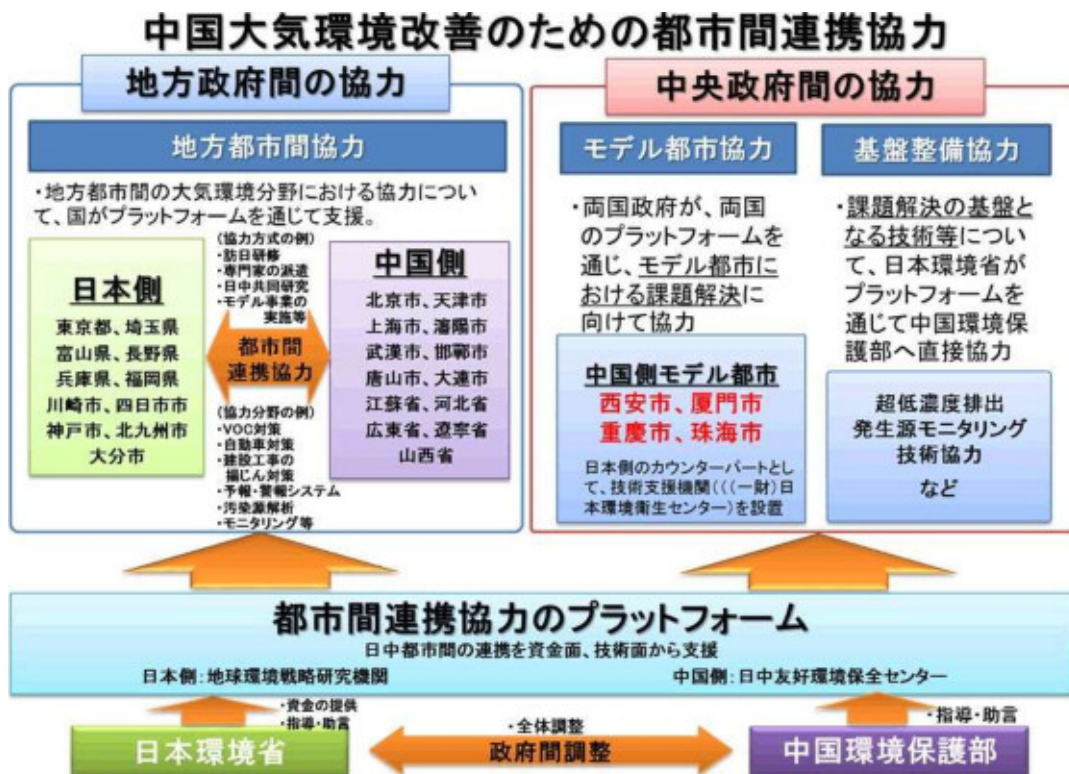 中国大気環境改善のための都市間連携協力
地方政府間の協力
地方都市間協力
・地方都市間の大気環境分野における協力につい
て、国がプラットフォームを通じて支援。
日本側
東京都、埼玉県
富山県、長野県
兵庫県、福岡県
川崎市、四日市市
神戸市、北九州市
大分市
(協力方式の例)
・訪日研修
・専門家の派遣
・日中共同研究
・モデル事業の
実施等
都市間
連携協力
(協力分野の例)
・VOC対策
・自動車対策
・建設工事の
揚じん対策
・予報・警報システム
・汚染源解析
・モニタリング等
中国側
北京市、天津市
上海市、瀋陽市
武漢市、邯鄲市
唐山市、大連市
江蘇省、河北省
広東省、遼寧省
山西省
中央政府間の協力
モデル都市協力
・両国政府が、両国
のプラットフォームを
通じ、モデル都市に
おける課題解決に
向けて協力
中国側モデル都市
西安市、厦門市
重慶市、珠海市
日本側のカウンターパートとし
て、技術支援機関(((一財)日
本環境衛生センター)を設置
基盤整備協力
・課題解決の基盤と
なる技術等につい
て、日本環境省が
プラットフォームを
通じて中国環境保
護部へ直接協力
超低濃度排出
発生源モニタリング
技術協力
など
都市間連携協力のプラットフォーム
日中都市間の連携を資金面、技術面から支援
日本側：地球環境戦略研究機関
中国側：日中友好環境保全センター
・資金の提供
・指導・助言
・全体調整
・指導・助言
日本環境省
政府間調整
中国環境保護部